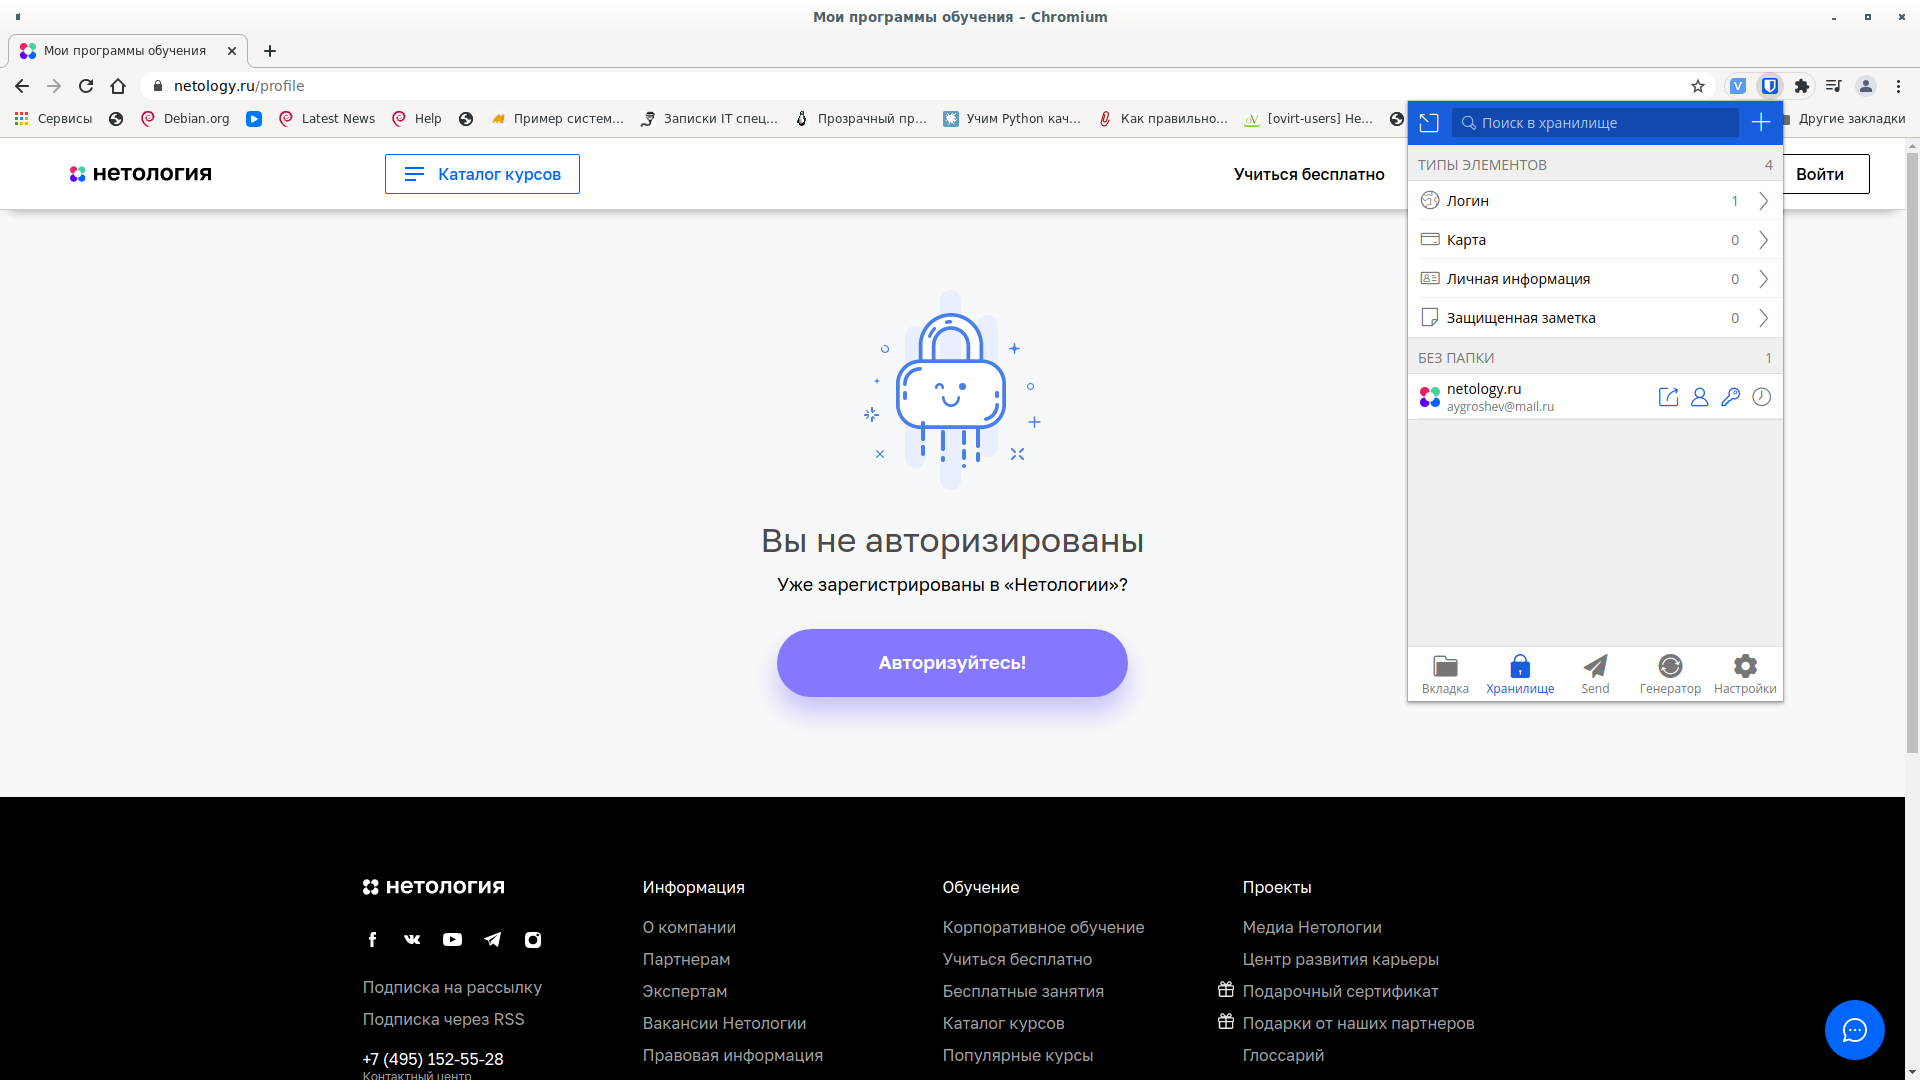 Мои программы обучения – Chromium
Мои программы обучения
netology.ru/profile
Сервисы
Debian.org
Latest News
Help
Пример систем...
Записки IT спец...
Прозрачный пр...
Учим Python кач...
Как правильно...
[ovirt-users] He...
Другие закладки
нетология
Каталог курсов
Учиться бесплатно
Войти
Поиск в хранилище
ТИПЫ ЭЛЕМЕНТОВ 4
Логин 1
Карта 0
Личная информация 0
Защищенная заметка 0
БЕЗ ПАПКИ 1
netology.ru
aygroshev@mail.ru
Вкладка
Хранилище
Send
Генератор
Настройки
Вы не авторизированы
Уже зарегистрированы в «Нетологии»?
Авторизуйтесь!
нетология
Подписка на рассылку
Подписка через RSS
+7 (495) 152-55-28
Контактный центр
Информация
О компании
Партнерам
Экспертам
Вакансии Нетологии
Правовая информация
Обучение
Корпоративное обучение
Учиться бесплатно
Бесплатные занятия
Каталог курсов
Популярные курсы
Проекты
Медиа Нетологии
Центр развития карьеры
Подарочный сертификат
Подарки от наших партнеров
Глоссарий